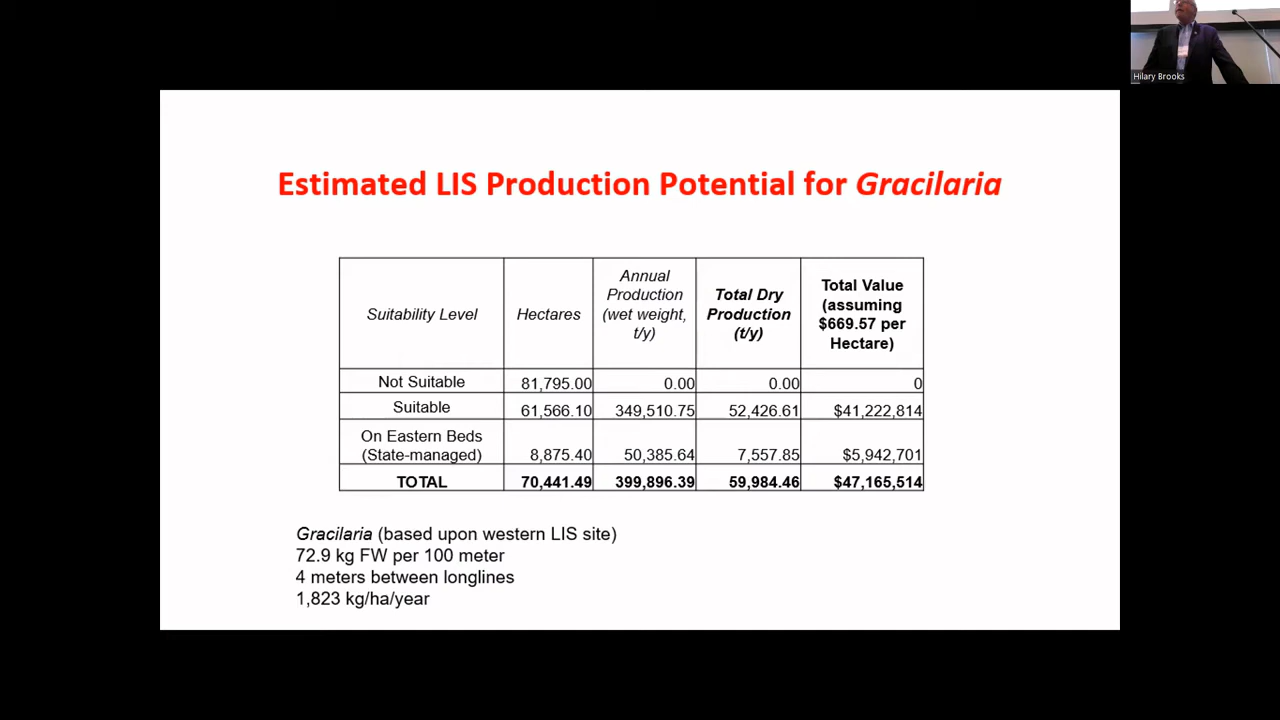 Hilary Brooks
Estimated LIS Production Potential for Gracilaria
Suitability Level
Hectares
Annual
Production
(wet weight,
t/y)
Total Dry
Production
(t/y)
Total Value
(assuming
$669.57 per
Hectare)
Not Suitable 81,795.00 0.00 0.00 0
Suitable 61,566.10 349,510.75 52,426.61 $41,222,814
On Eastern Beds
(State-managed) 8,875.40 50,385.64 7,557.85 $5,942,701
TOTAL 70,441.49 399,896.39 59,984.46 $47,165,514
Gracilaria (based upon western LIS site)
72.9 kg FW per 100 meter
4 meters between longlines
1,823 kg/ha/year